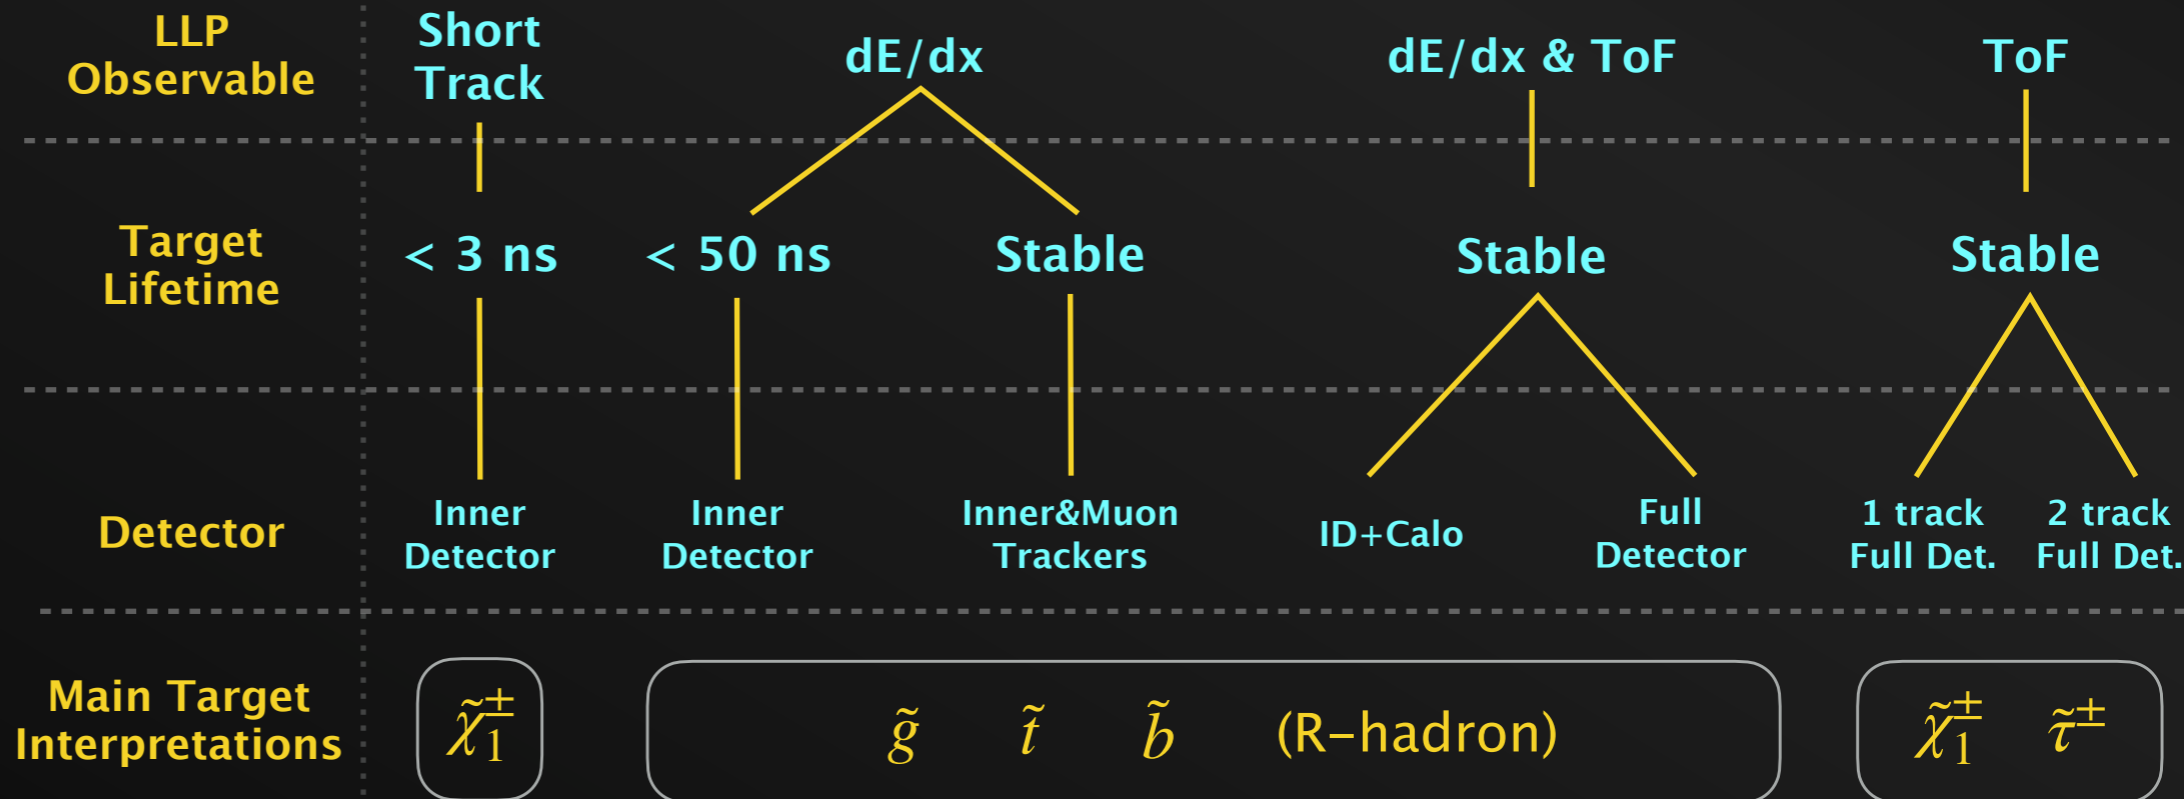 LLP
Observable
Short
Track
dE/dx
dE/dx & ToF
ToF
Target
Lifetime
< 3 ns
< 50 ns
Stable
Stable
Stable
Detector
Inner
Detector
Inner
Detector
Inner&Muon
Trackers
ID+Calo
Full
Detector
1 track
Full Det.
2 track
Full Det.
Main Target
Interpretations
χ̃₁±
g̃ t̃ b̃ (R-hadron)
χ̃₁± τ̃±